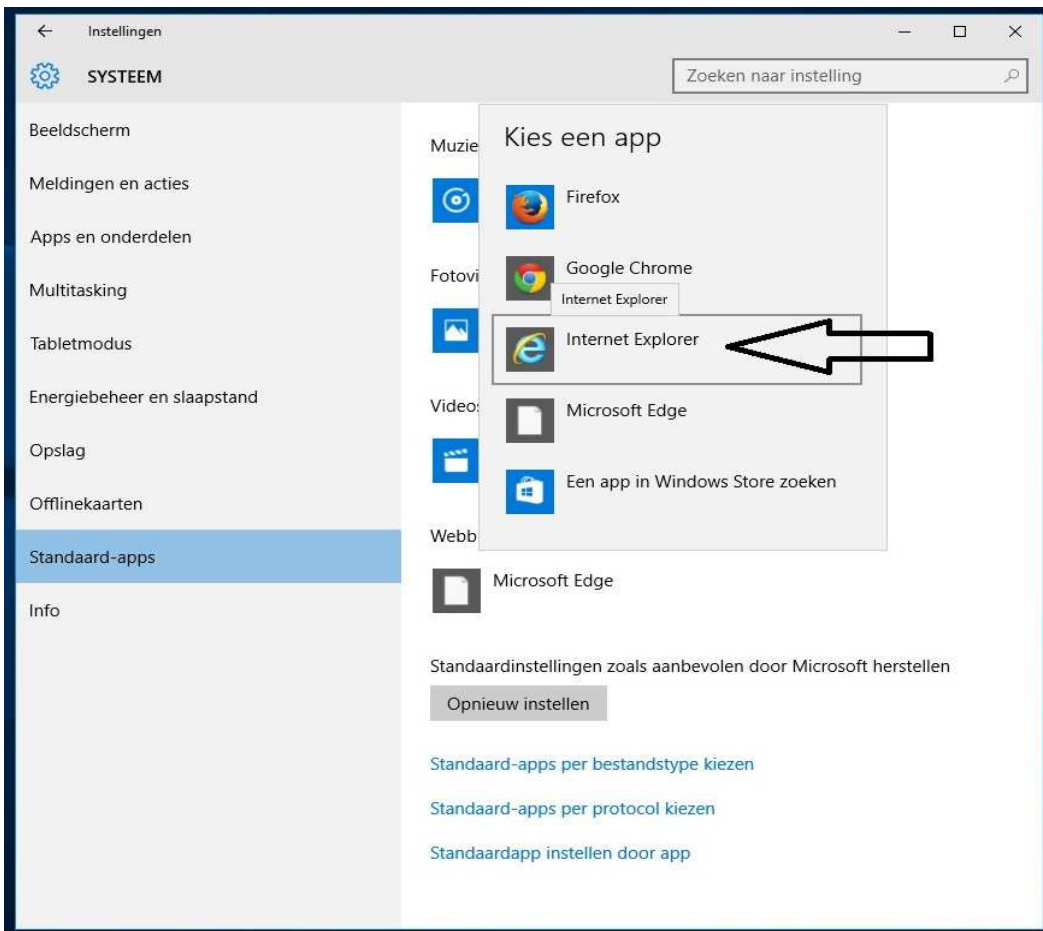 Instellingen
SYSTEEM
Zoeken naar instelling
Beeldscherm
Meldingen en acties
Apps en onderdelen
Multitasking
Tabletmodus
Energiebeheer en slaapstand
Opslag
Offlinekaarten
Standaard-apps
Info
Muzie
Fotovi
Video
Webb
Kies een app
Firefox
Google Chrome
Internet Explorer
Internet Explorer
Microsoft Edge
Een app in Windows Store zoeken
Microsoft Edge
Standaardinstellingen zoals aanbevolen door Microsoft herstellen
Opnieuw instellen
Standaard-apps per bestandstype kiezen
Standaard-apps per protocol kiezen
Standaardapp instellen door app